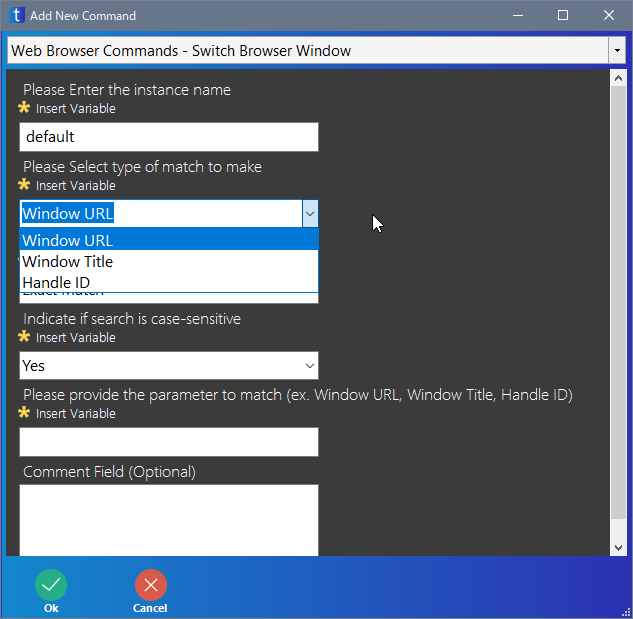 Add New Command
Web Browser Commands - Switch Browser Window
Please Enter the instance name
Insert Variable
default
Please Select type of match to make
Insert Variable
Window URL
Window URL
Window Title
Handle ID
Exact Match
Indicate if search is case-sensitive
Insert Variable
Yes
Please provide the parameter to match (ex. Window URL, Window Title, Handle ID)
Insert Variable
Comment Field (Optional)
Ok Cancel